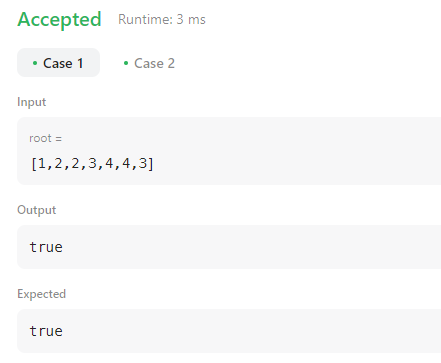 Accepted Runtime: 3 ms
• Case 1 • Case 2
Input
root =
[1,2,2,3,4,4,3]
Output
true
Expected
true